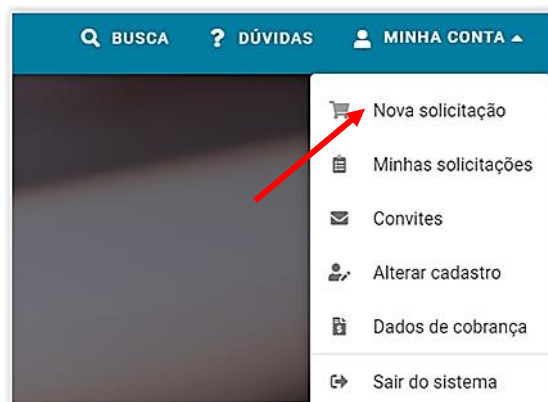 BUSCA ? DÚVIDAS MINHA CONTA
Nova solicitação
Minhas solicitações
Convites
Alterar cadastro
Dados de cobrança
Sair do sistema